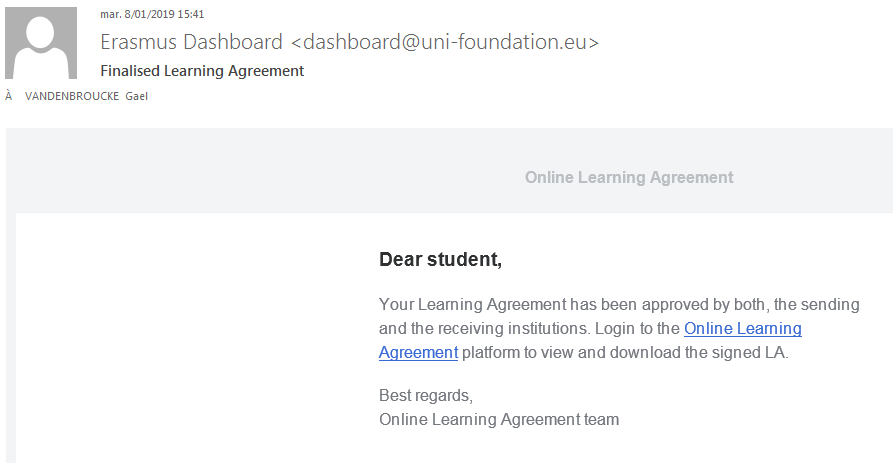 mar. 8/01/2019 15:41
Erasmus Dashboard <dashboard@uni-foundation.eu>
Finalised Learning Agreement
À VANDENBROUCKE Gael
Online Learning Agreement
Dear student,
Your Learning Agreement has been approved by both, the sending
and the receiving institutions. Login to the Online Learning
Agreement platform to view and download the signed LA.
Best regards,
Online Learning Agreement team